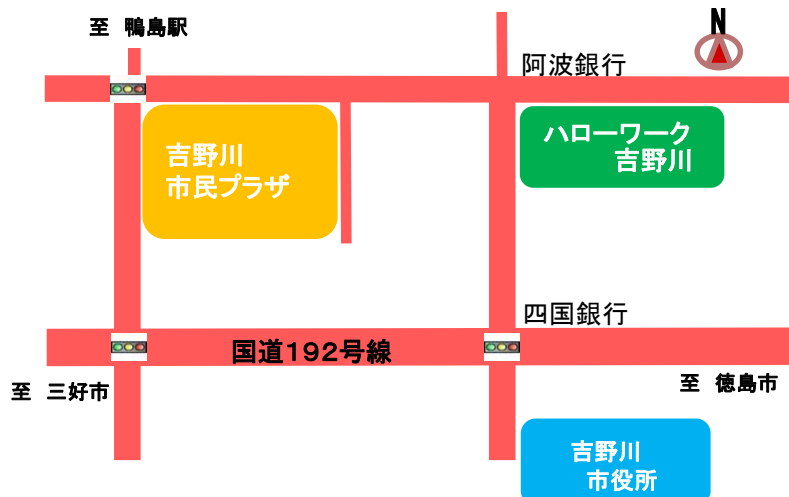 至 鴨島駅
N
阿波銀行
吉野川
市民プラザ
ハローワーク
吉野川
四国銀行
国道192号線
至 三好市
至 徳島市
吉野川
市役所